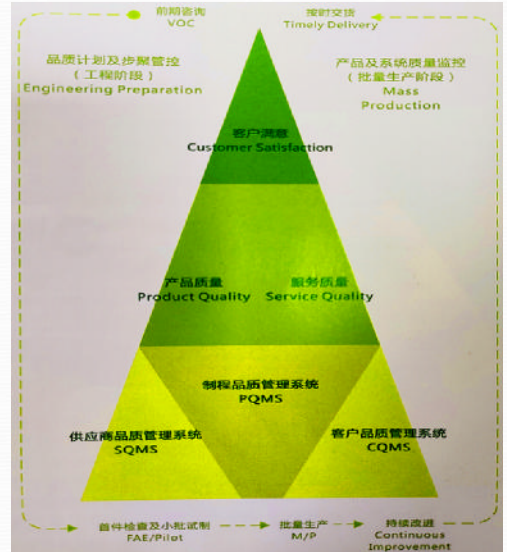 前期咨询
VOC
按时交货
Timely Delivery
品质计划及步聚管控
（工程阶段）
Engineering Preparation
产品及系统质量监控
（批量生产阶段）
Mass
Production
客户满意
Customer Satisfaction
产品质量
Product Quality
服务质量
Service Quality
制程品质管理系统
PQMS
供应商品质管理系统
SQMS
客户品质管理系统
CQMS
首件检查及小批试制
FAE/Pilot
批量生产
M/P
持续改进
Continuous
Improvement